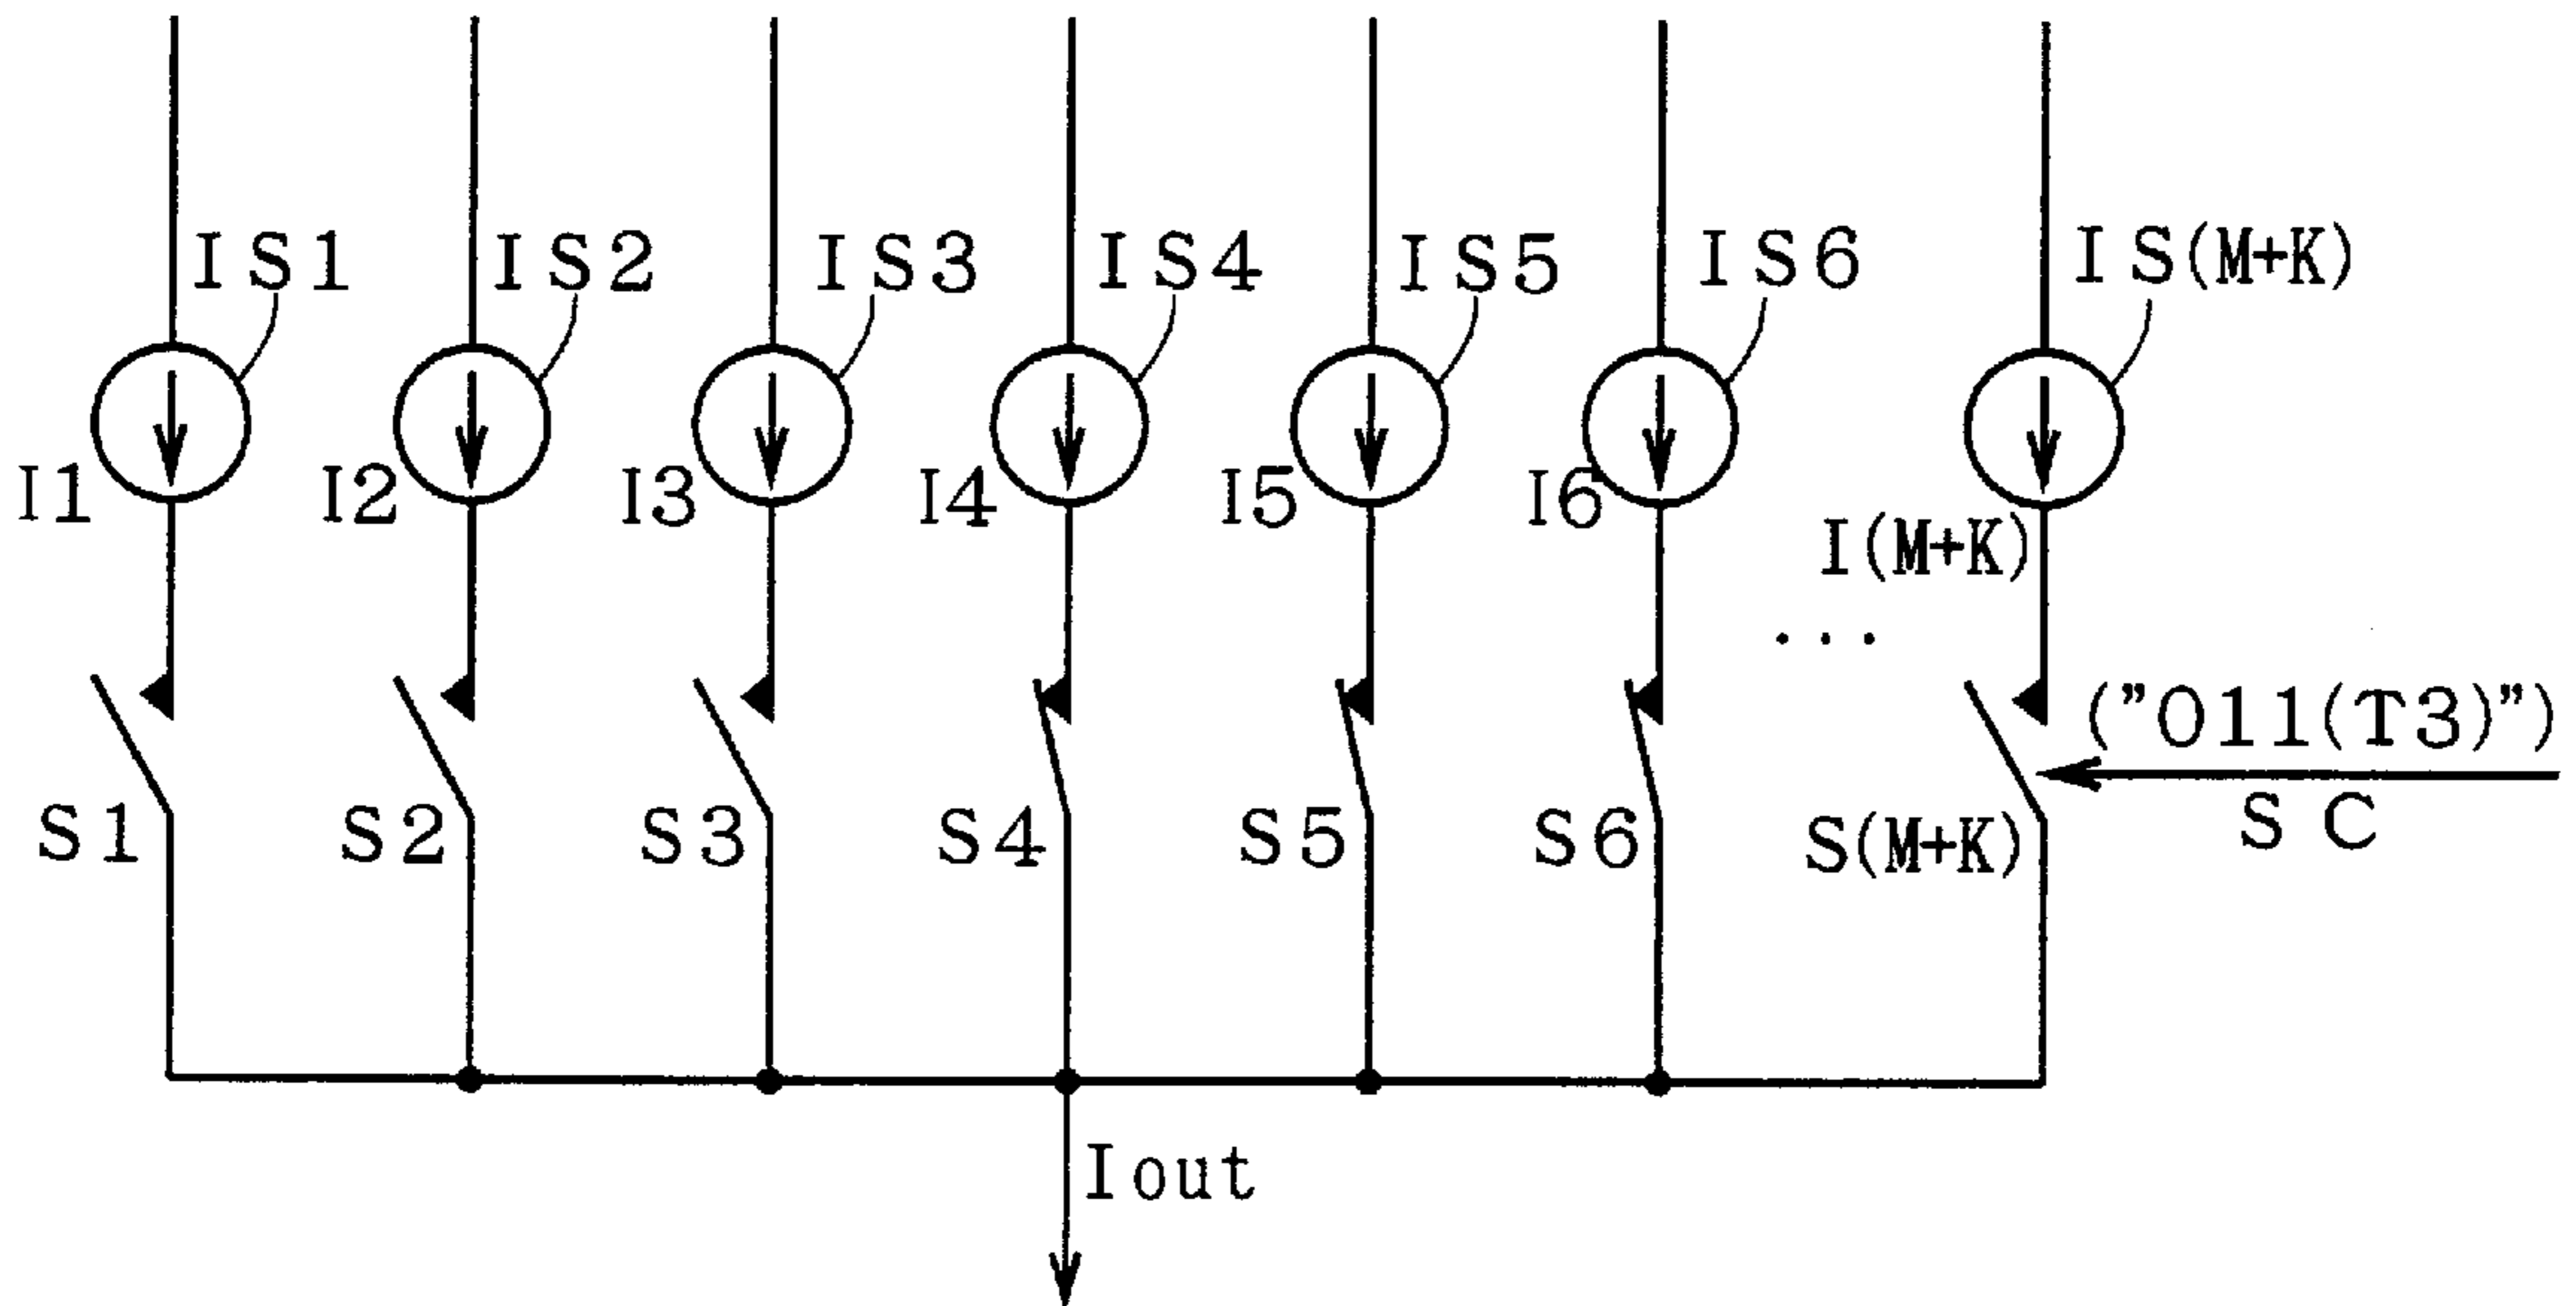 IS1 IS2 IS3 IS4 IS5 IS6 IS(M+K)
I1 I2 I3 I4 I5 I6 I(M+K)
...
("011(T3)")
S1 S2 S3 S4 S5 S6 S(M+K) SC
Iout